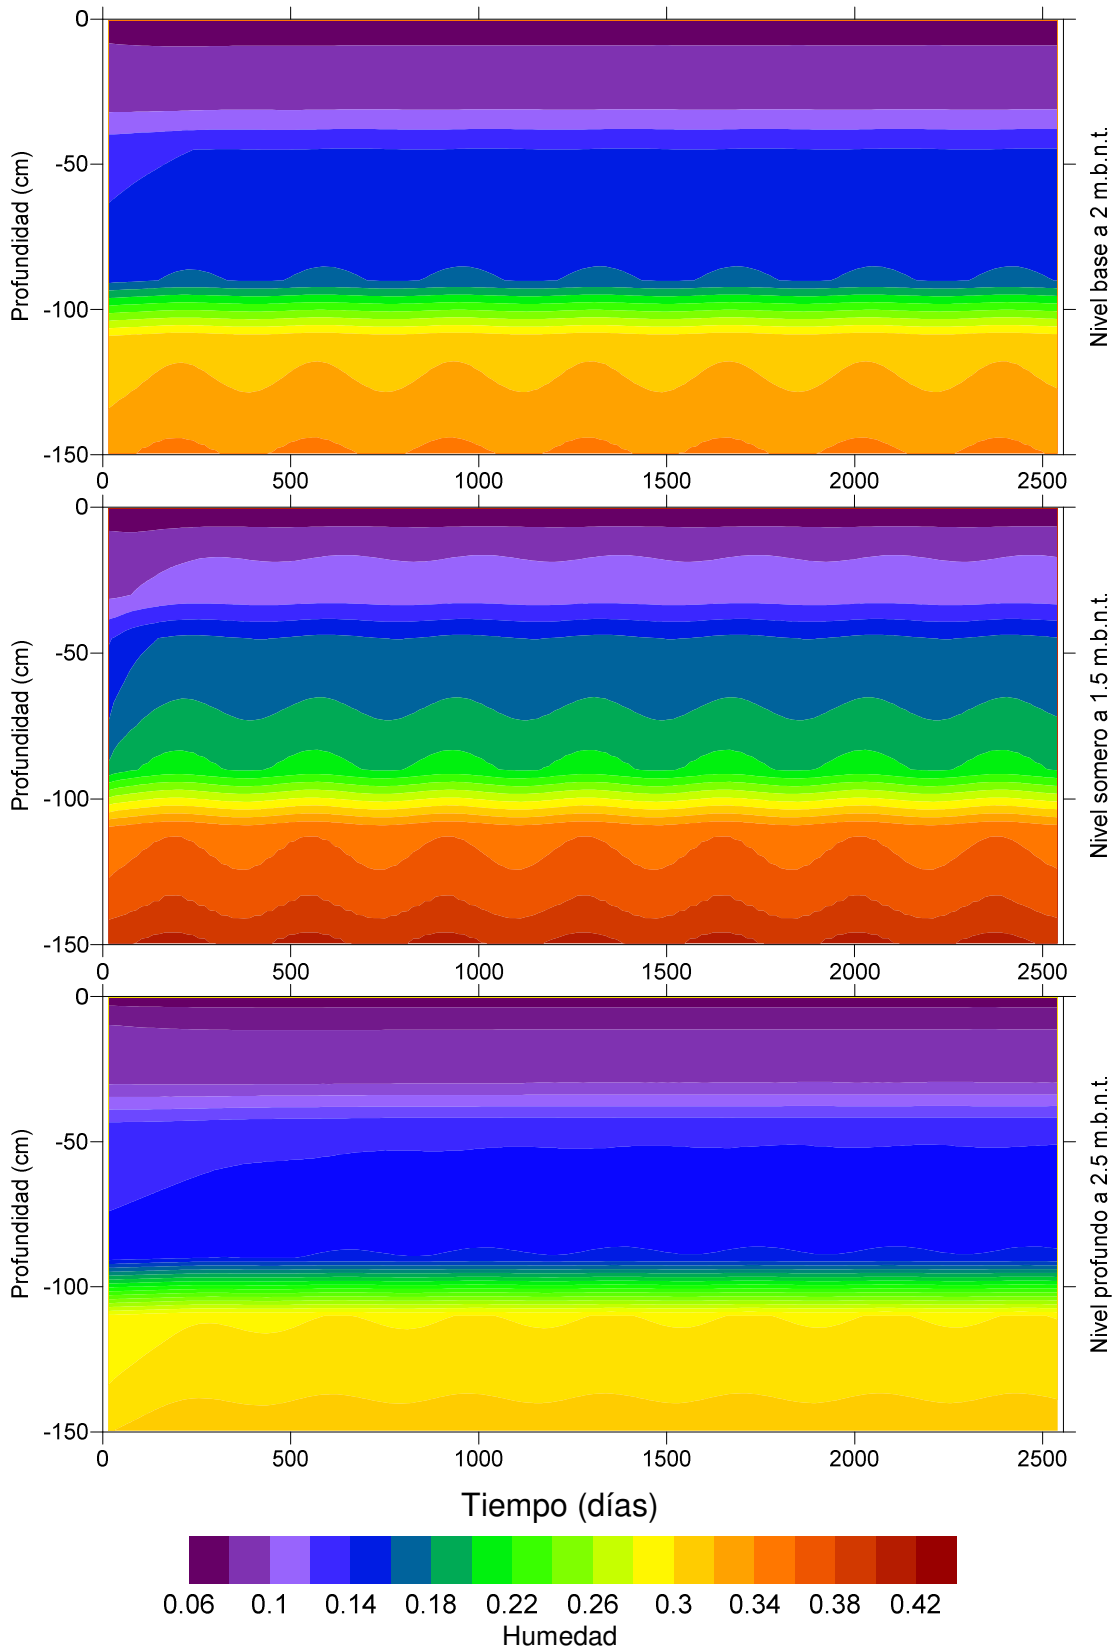 0
-50
-100
-150
Profundidad (cm)
Nivel base a 2 m.b.n.t.
0 500 1000 1500 2000 2500
0
-50
-100
-150
Profundidad (cm)
Nivel somero a 1.5 m.b.n.t.
0 500 1000 1500 2000 2500
0
-50
-100
-150
Profundidad (cm)
Nivel profundo a 2.5 m.b.n.t.
0 500 1000 1500 2000 2500
Tiempo (días)
0.06 0.1 0.14 0.18 0.22 0.26 0.3 0.34 0.38 0.42
Humedad